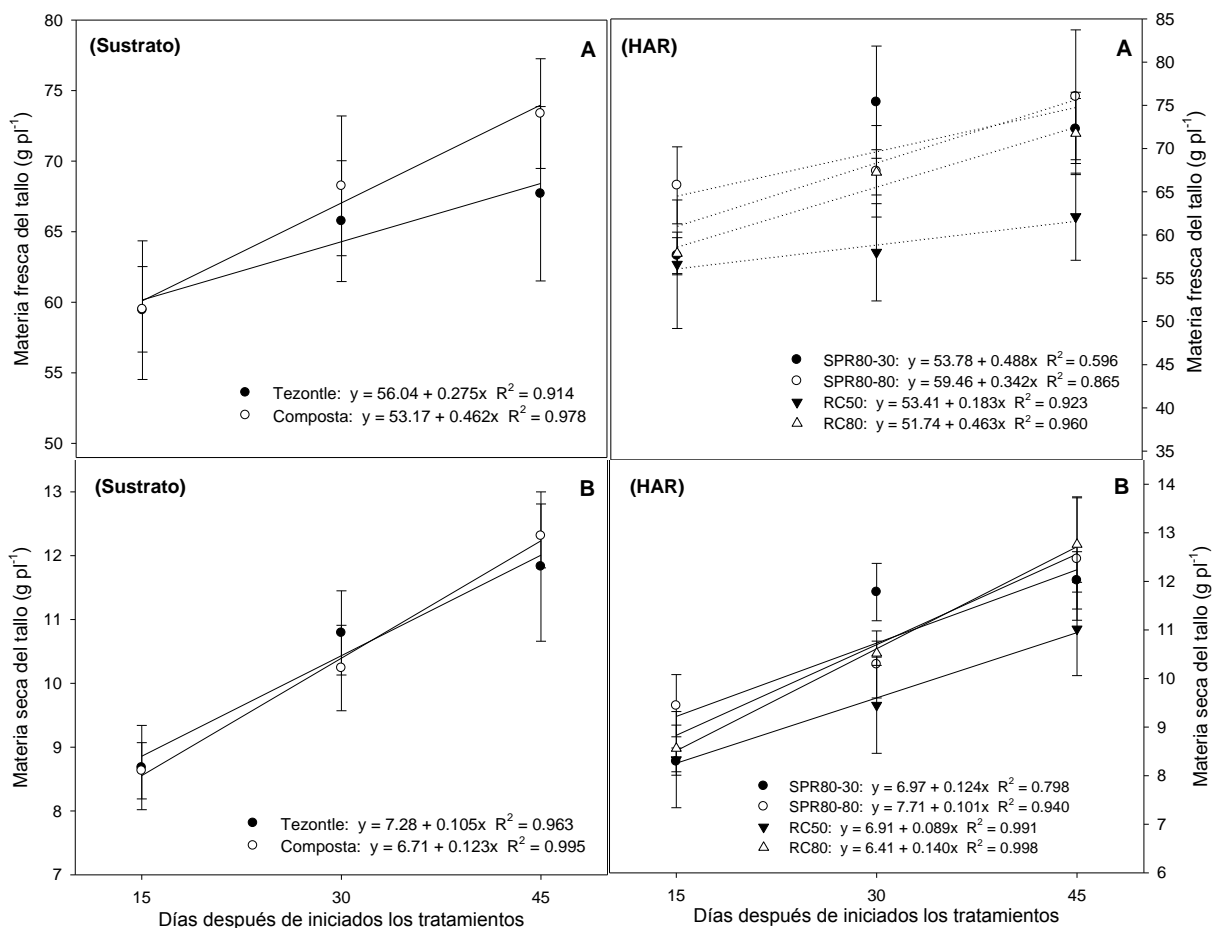 (Sustrato)
A
Materia fresca del tallo (g pl⁻¹)
80
75
70
65
60
55
50
Tezontle: y = 56.04 + 0.275x R² = 0.914
Composta: y = 53.17 + 0.462x R² = 0.978
(HAR)
A
Materia fresca del tallo (g pl⁻¹)
85
80
75
70
65
60
55
50
45
40
35
SPR80-30: y = 53.78 + 0.488x R² = 0.596
SPR80-80: y = 59.46 + 0.342x R² = 0.865
RC50: y = 53.41 + 0.183x R² = 0.923
RC80: y = 51.74 + 0.463x R² = 0.960
(Sustrato)
B
Materia seca del tallo (g pl⁻¹)
13
12
11
10
9
8
7
Tezontle: y = 7.28 + 0.105x R² = 0.963
Composta: y = 6.71 + 0.123x R² = 0.995
15
30
45
Días después de iniciados los tratamientos
(HAR)
B
Materia seca del tallo (g pl⁻¹)
14
13
12
11
10
9
8
7
6
SPR80-30: y = 6.97 + 0.124x R² = 0.798
SPR80-80: y = 7.71 + 0.101x R² = 0.940
RC50: y = 6.91 + 0.089x R² = 0.991
RC80: y = 6.41 + 0.140x R² = 0.998
15
30
45
Días después de iniciados los tratamientos